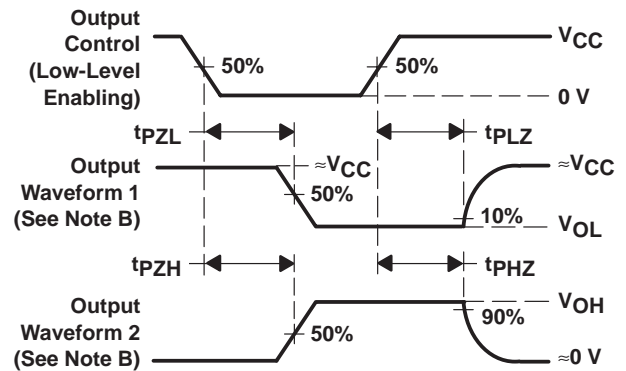 Output
Control
(Low-Level
Enabling)
50%
50%
VCC
0 V
tPZL
tPLZ
Output
Waveform 1
(See Note B)
≈VCC
50%
≈VCC
10%
VOL
tPZH
tPHZ
Output
Waveform 2
(See Note B)
50%
VOH
90%
≈0 V